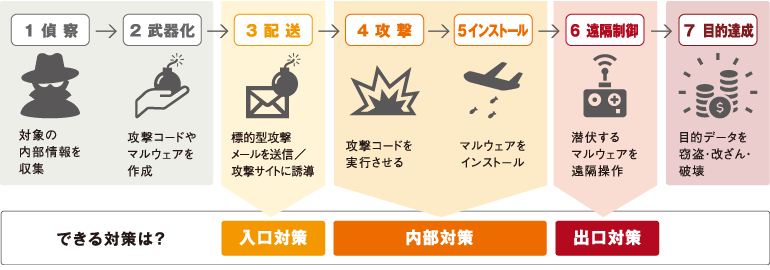 1 偵察
2 武器化
3 配送
4 攻撃
5インストール
6 遠隔制御
7 目的達成
対象の
内部情報を
収集
攻撃コードや
マルウェアを
作成
標的型攻撃
メールを送信／
攻撃サイトに誘導
攻撃コードを
実行させる
マルウェアを
インストール
潜伏する
マルウェアを
遠隔操作
目的データを
窃盗・改ざん・
破壊
$
できる対策は？
入口対策
内部対策
出口対策